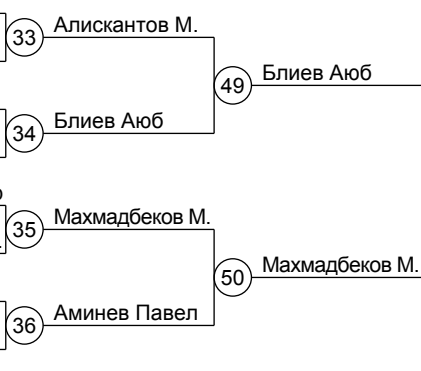 33 Алискантов М.
49 Блиев Аюб
34 Блиев Аюб
35 Махмадбеков М.
50 Махмадбеков М.
36 Аминев Павел